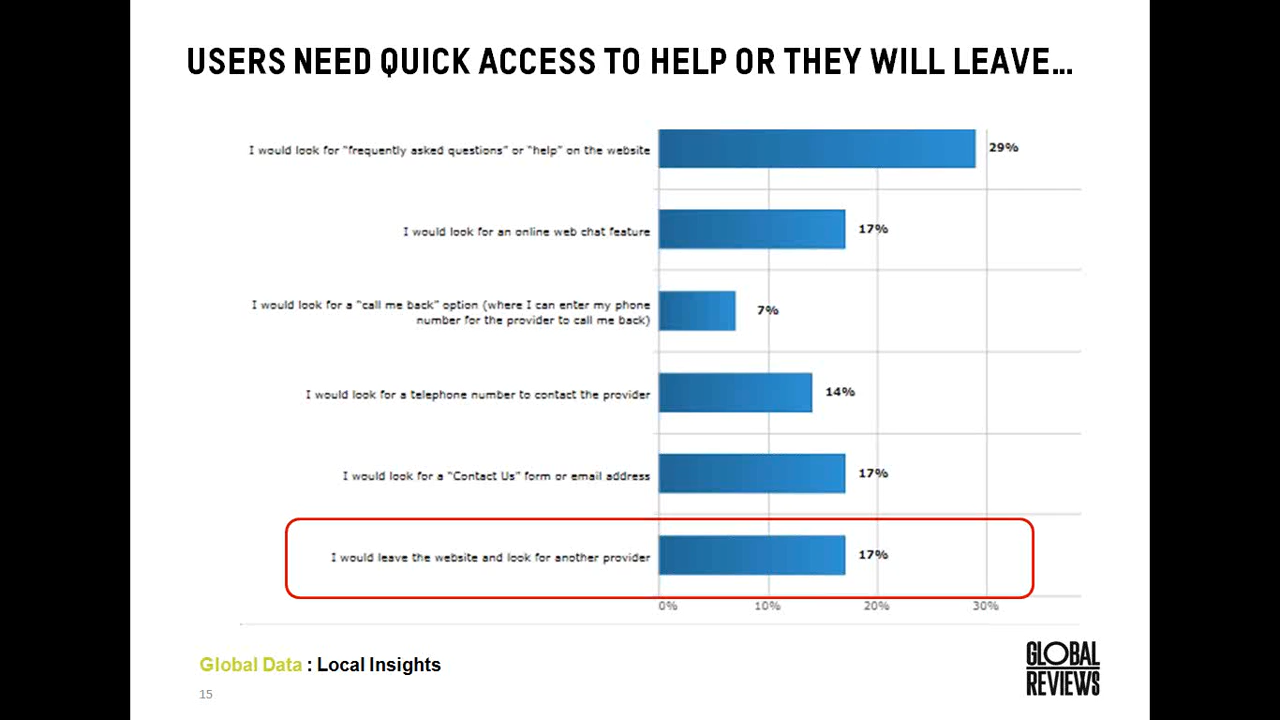 USERS NEED QUICK ACCESS TO HELP OR THEY WILL LEAVE...
I would look for "frequently asked questions" or "help" on the website
29%
I would look for an online web chat feature
17%
I would look for a "call me back" option (where I can enter my phone
number for the provider to call me back)
7%
I would look for a telephone number to contact the provider
14%
I would look for a "Contact Us" form or email address
17%
I would leave the website and look for another provider
17%
0% 10% 20% 30%
Global Data : Local Insights
15
GLOBAL
REVIEWS